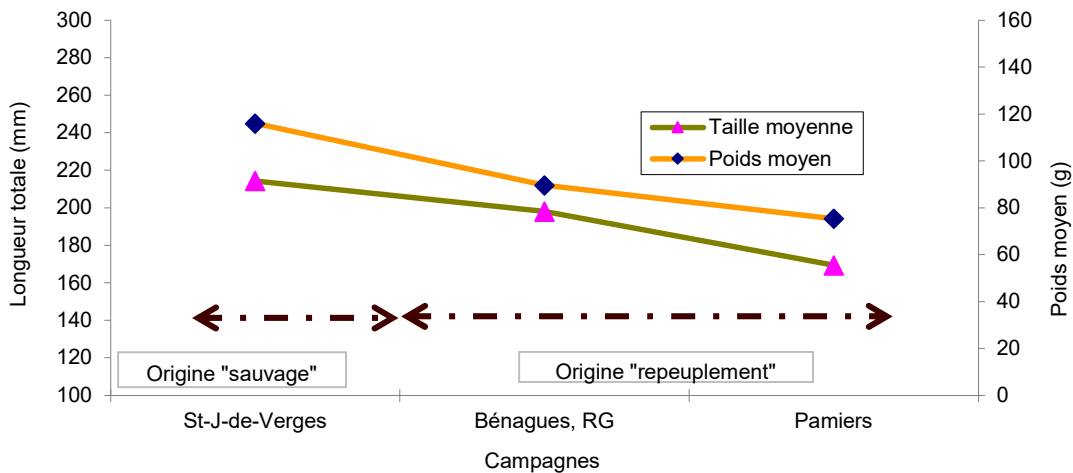 300
280
260
240
220
200
180
160
140
120
100
Longueur totale (mm)
160
140
120
100
80
60
40
20
0
Poids moyen (g)
Taille moyenne
Poids moyen
Origine "sauvage"
Origine "repeuplement"
St-J-de-Verges
Bénagues, RG
Pamiers
Campagnes